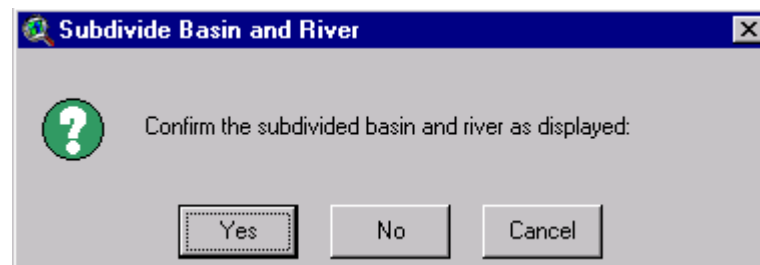 Subdivide Basin and River
Confirm the subdivided basin and river as displayed:
Yes No Cancel